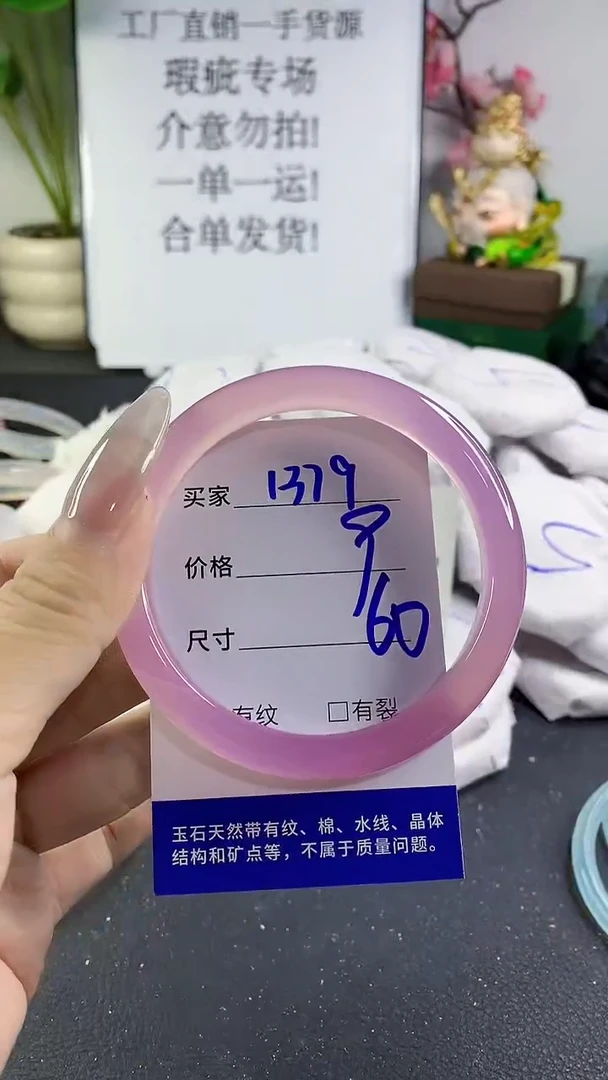 工厂直销一手货源
瑕疵专场
介意勿拍!
一单一运!
合单发货!
买家 1379
价格 9
尺寸 60
有纹 □有裂
玉石天然带有纹、棉、水线、晶体
结构和矿点等，不属于质量问题。